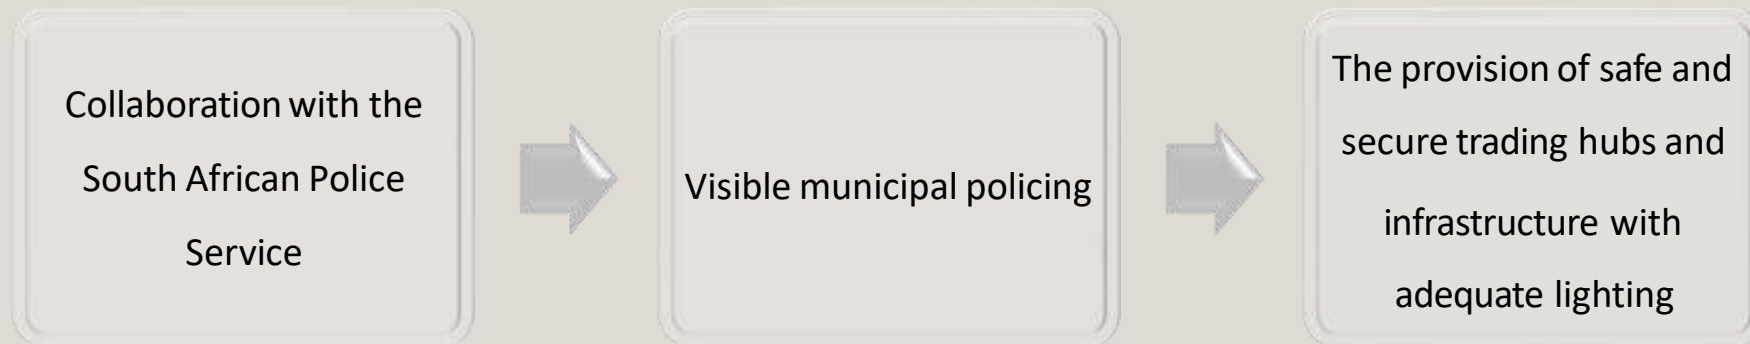 Collaboration with the
South African Police
Service
Visible municipal policing
The provision of safe and
secure trading hubs and
infrastructure with
adequate lighting